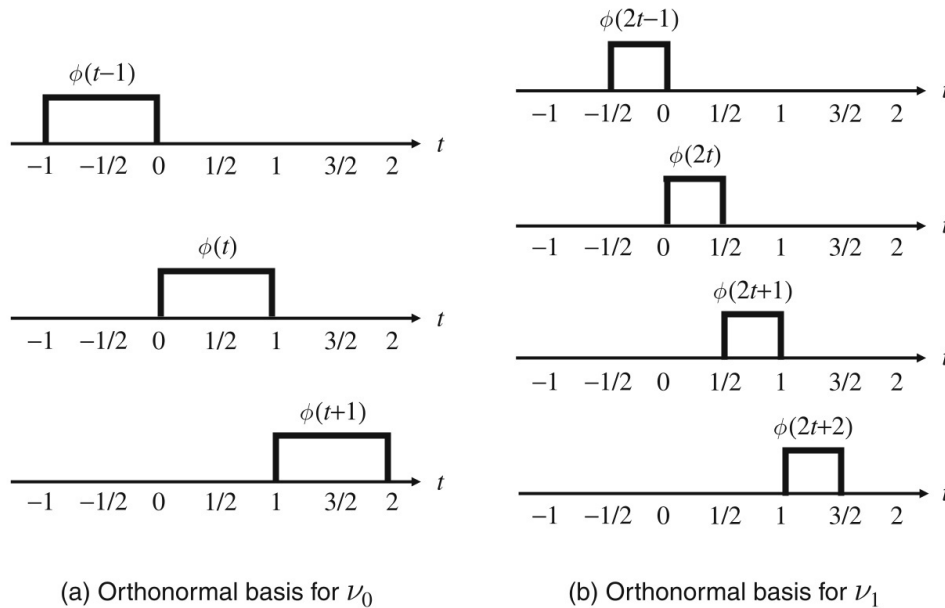 ϕ(t−1)
t
−1 −1/2 0 1/2 1 3/2 2
ϕ(t)
t
−1 −1/2 0 1/2 1 3/2 2
ϕ(t+1)
t
−1 −1/2 0 1/2 1 3/2 2
(a) Orthonormal basis for 𝜈0
ϕ(2t−1)
t
−1 −1/2 0 1/2 1 3/2 2
ϕ(2t)
t
−1 −1/2 0 1/2 1 3/2 2
ϕ(2t+1)
t
−1 −1/2 0 1/2 1 3/2 2
ϕ(2t+2)
t
−1 −1/2 0 1/2 1 3/2 2
(b) Orthonormal basis for 𝜈1